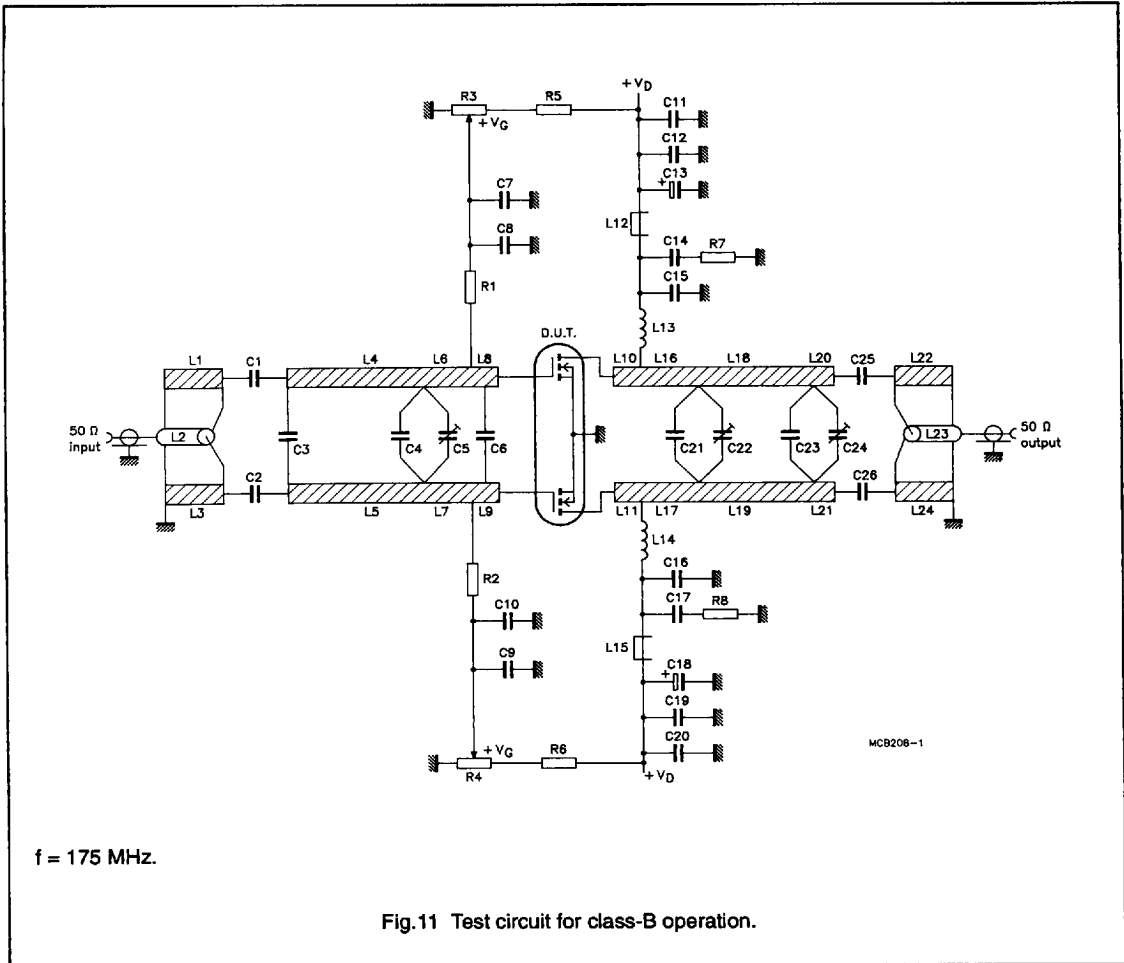 +VD
R3 R5 C11
+VG
C12
C13
+
C7
L12
C8 C14 R7
R1 C15
D.U.T. L13
L1 C1 L4 L6 L8 L10 L16 L18 L20 C25 L22
50 Ω input L2 C3 C4 C5 C6 C21 C22 C23 C24 L23 50 Ω output
C2 C26
L3 L5 L7 L9 L11 L17 L19 L21 L24
L14
R2 C16
C10 C17 R8
C9 L15
+ C18
C19
+VG R6 C20 MCB208-1
R4 +VD
f = 175 MHz.
Fig.11 Test circuit for class-B operation.